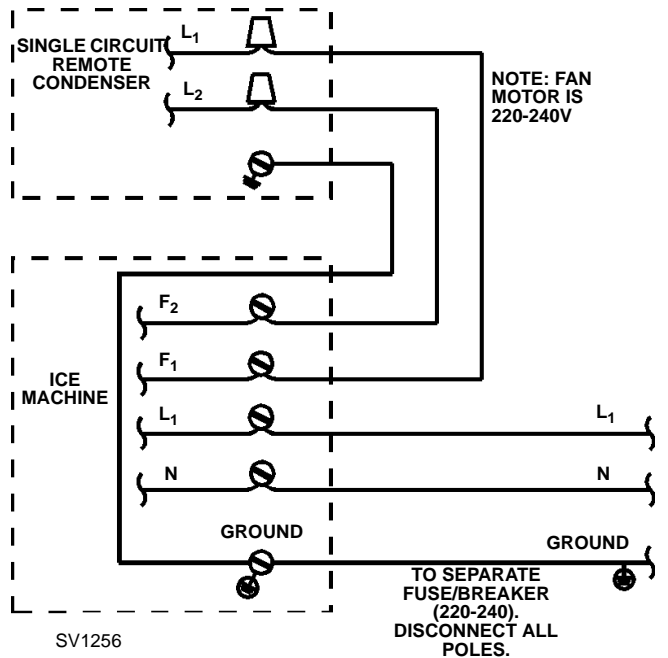 SINGLE CIRCUIT
REMOTE
CONDENSER
L1
L2
NOTE: FAN
MOTOR IS
220-240V
ICE
MACHINE
F2
F1
L1
L1
N
N
GROUND
GROUND
TO SEPARATE
FUSE/BREAKER
(220-240).
DISCONNECT ALL
POLES.
SV1256